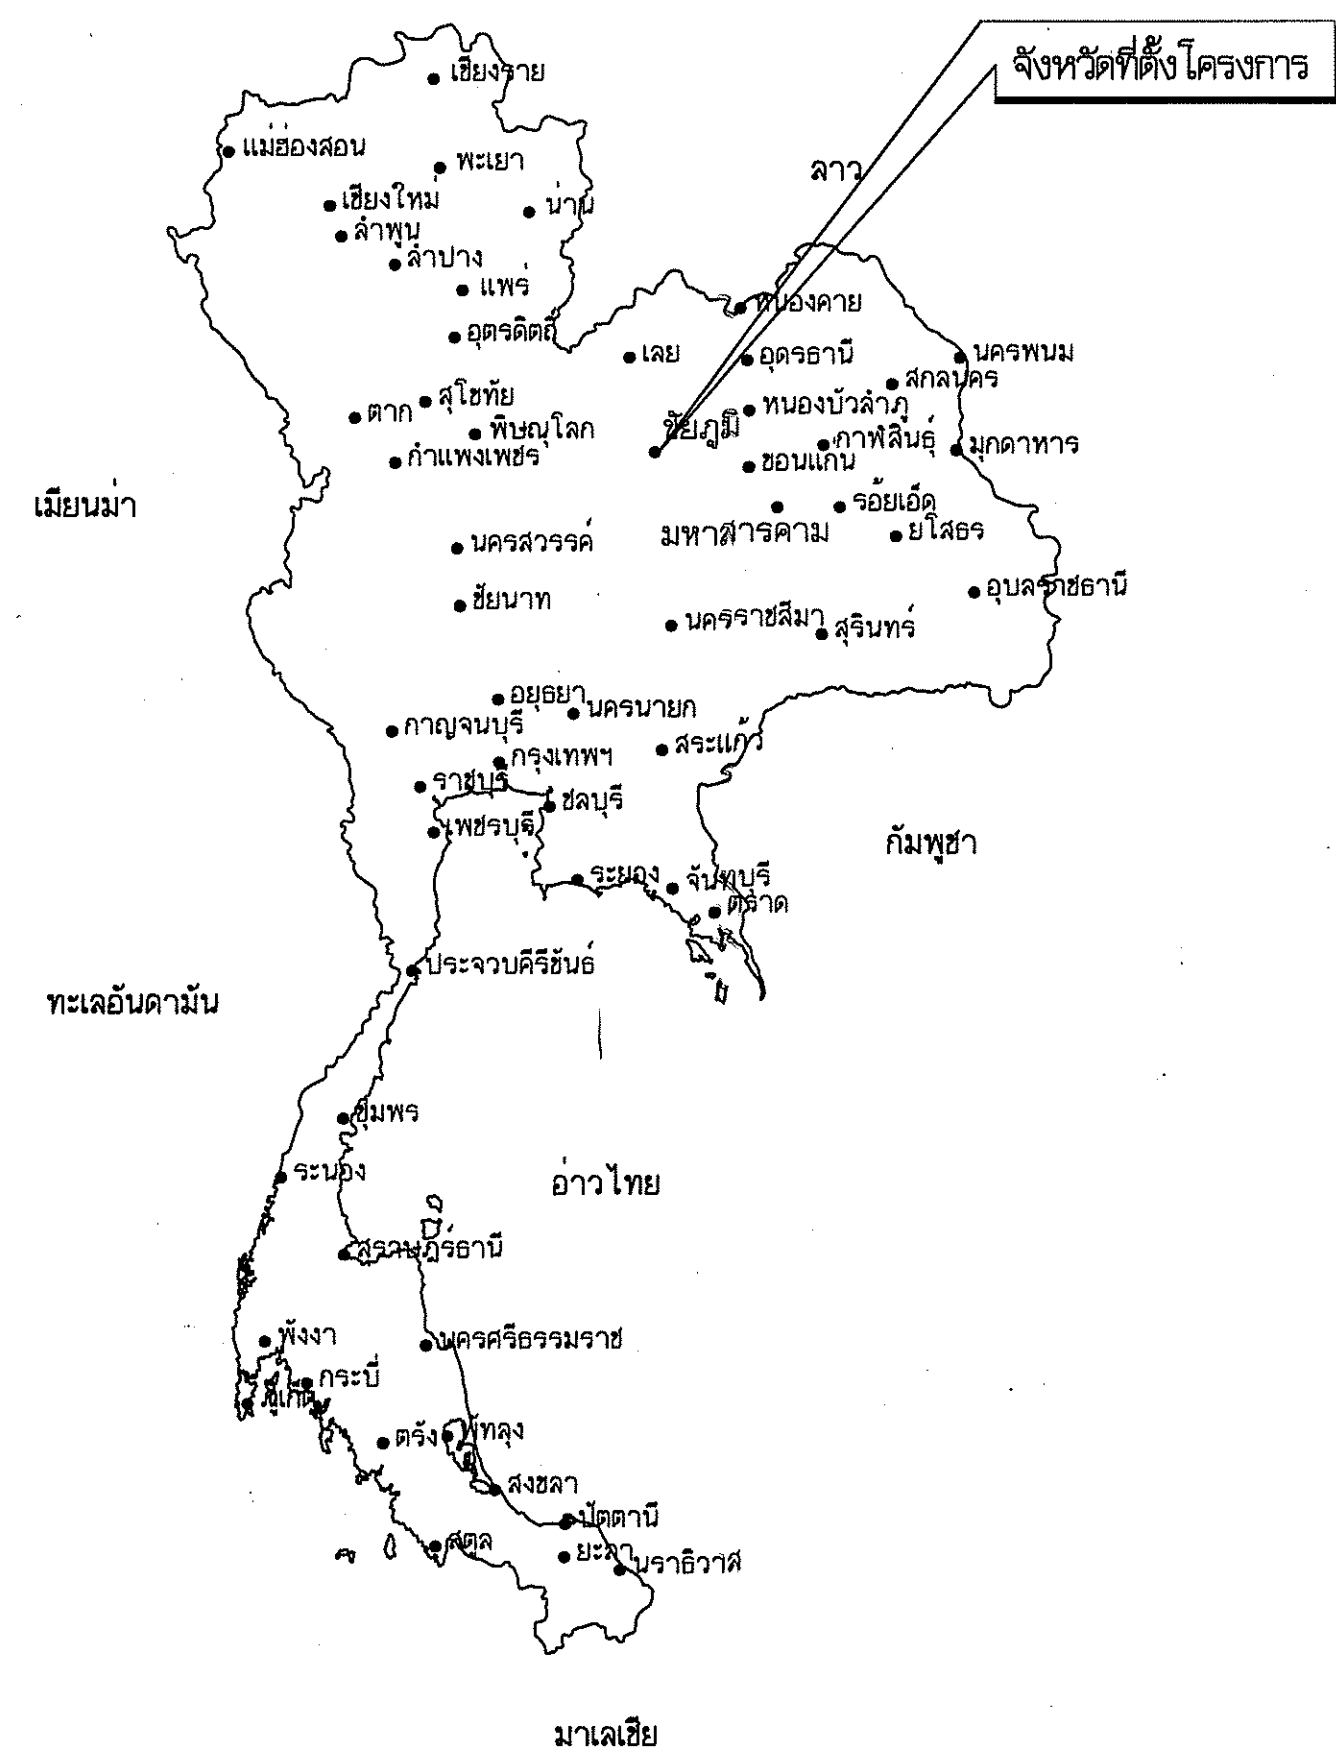 จังหวัดที่ตั้งโครงการ
เชียงราย
แม่ฮ่องสอน
พะเยา
ลาว
เชียงใหม่
น่าน
ลำพูน
ลำปาง
แพร่
หนองคาย
อุตรดิตถ์
เลย
อุดรธานี
นครพนม
สกลนคร
สุโขทัย
ตาก
หนองบัวลำภู
พิษณุโลก
ชัยภูมิ
กาฬสินธุ์
มุกดาหาร
กำแพงเพชร
ขอนแก่น
เมียนม่า
ร้อยเอ็ด
มหาสารคาม
ยโสธร
นครสวรรค์
อุบลราชธานี
ชัยนาท
นครราชสีมา
สุรินทร์
อยุธยา
นครนายก
กาญจนบุรี
สระแก้ว
กรุงเทพฯ
ราชบุรี
ชลบุรี
เพชรบุรี
กัมพูชา
ระยอง
จันทบุรี
ตราด
ประจวบคีรีขันธ์
ทะเลอันดามัน
ชุมพร
ระนอง
อ่าวไทย
สุราษฎร์ธานี
พังงา
นครศรีธรรมราช
กระบี่
ภูเก็ต
ตรัง
พัทลุง
สงขลา
ปัตตานี
สตูล
ยะลา
นราธิวาส
มาเลเซีย